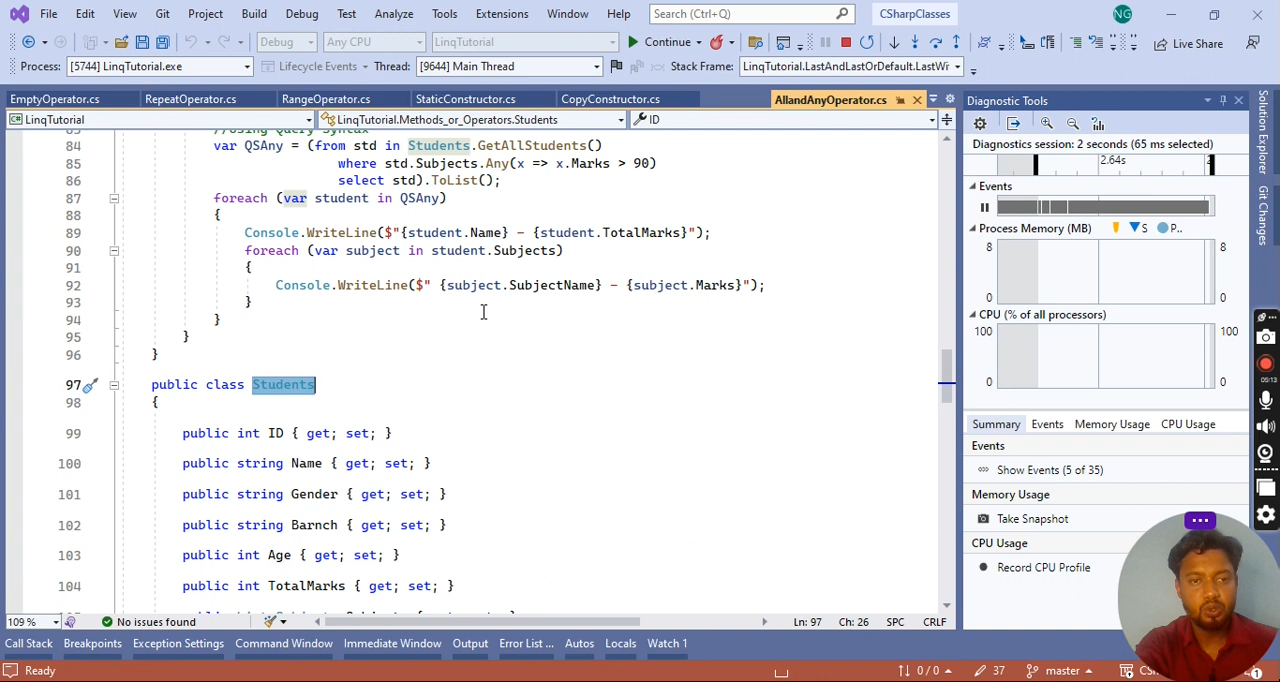 File Edit View Git Project Build Debug Test Analyze Tools Extensions Window Help Search (Ctrl+Q) CSharpClasses NG
Debug Any CPU LinqTutorial Continue Live Share
Process: [5744] LinqTutorial.exe Lifecycle Events Thread: [9644] Main Thread Stack Frame: LinqTutorial.LastAndLastOrDefault.LastWi
EmptyOperator.cs RepeatOperator.cs RangeOperator.cs StaticConstructor.cs CopyConstructor.cs AllandAnyOperator.cs
LinqTutorial LinqTutorial.Methods_or_Operators.Students ID
83 //Using Query Syntax
84 var QSAny = (from std in Students.GetAllStudents()
85 where std.Subjects.Any(x => x.Marks > 90)
86 select std).ToList();
87 foreach (var student in QSAny)
88 {
89 Console.WriteLine($"{student.Name} - {student.TotalMarks}");
90 foreach (var subject in student.Subjects)
91 {
92 Console.WriteLine($" {subject.SubjectName} - {subject.Marks}");
93 }
94 }
95 }
96 }
97 public class Students
98 {
99 public int ID { get; set; }
100 public string Name { get; set; }
101 public string Gender { get; set; }
102 public string Barnch { get; set; }
103 public int Age { get; set; }
104 public int TotalMarks { get; set; }
109 % No issues found Ln: 97 Ch: 26 SPC CRLF
Call Stack Breakpoints Exception Settings Command Window Immediate Window Output Error List ... Autos Locals Watch 1
Ready 0 / 0 37 master 1
Diagnostic Tools
Diagnostics session: 2 seconds (65 ms selected)
2.64s
Events
Process Memory (MB) S P..
8 8
0 0
CPU (% of all processors)
100 100
0 0
Summary Events Memory Usage CPU Usage
Events
Show Events (5 of 35)
Memory Usage
Take Snapshot
CPU Usage
Record CPU Profile
Solution Explorer
Git Changes
05:13